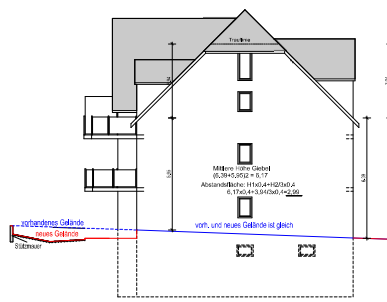 Trauflinie
Mittlere Höhe Giebel
(6,39+5,95)2 = 6,17
Abstandsfläche: H1x0,4+H2/3x0,4
6,17x0,4+3,94/3x0,4=2,99
vorhandenes Gelände
vorh. und neues Gelände ist gleich
neues Gelände
Stützmauer